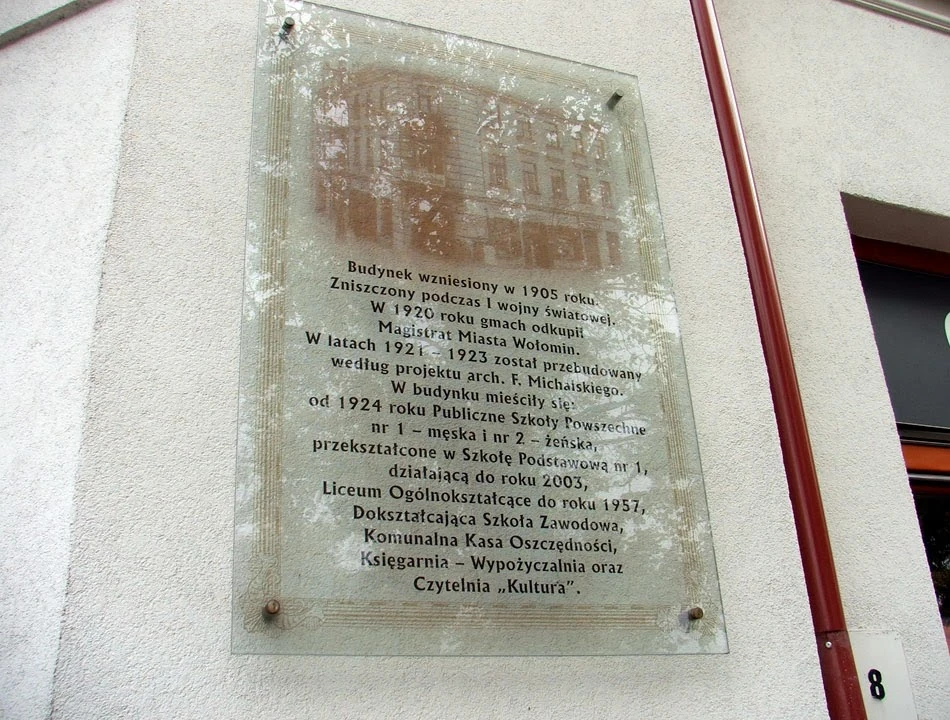 Budynek wzniesiony w 1905 roku.
Zniszczony podczas I wojny światowej.
W 1920 roku gmach odkupił
Magistrat Miasta Wołomin.
W latach 1921 – 1923 został przebudowany
według projektu arch. F. Michalskiego.
W budynku mieściły się:
od 1924 roku Publiczne Szkoły Powszechne
nr 1 – męska i nr 2 – żeńska,
przekształcone w Szkołę Podstawową nr 1,
działającą do roku 2003,
Liceum Ogólnokształcące do roku 1957,
Dokształcająca Szkoła Zawodowa,
Komunalna Kasa Oszczędności,
Księgarnia – Wypożyczalnia oraz
Czytelnia „Kultura”.
8